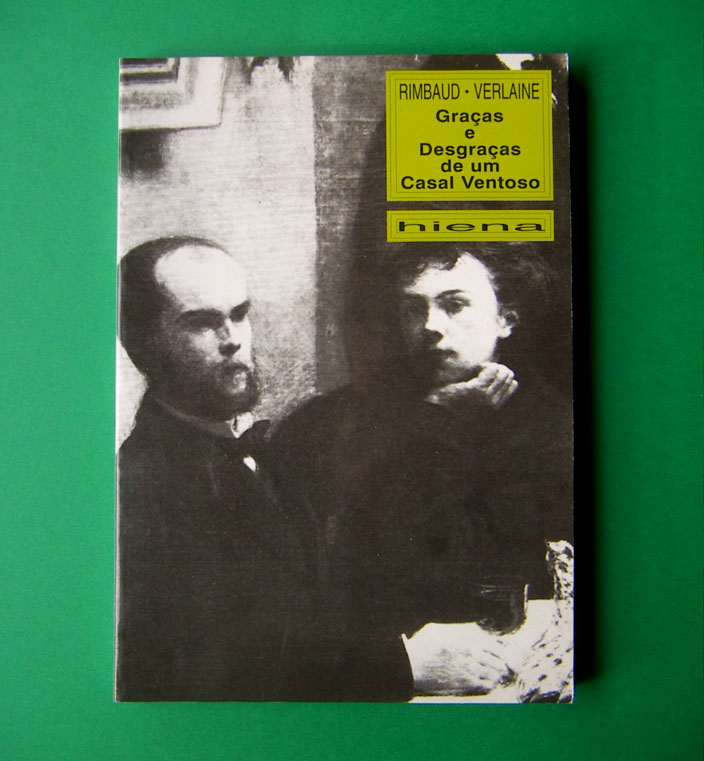 RIMBAUD • VERLAINE
Graças
e
Desgraças
de um
Casal Ventoso
hiena